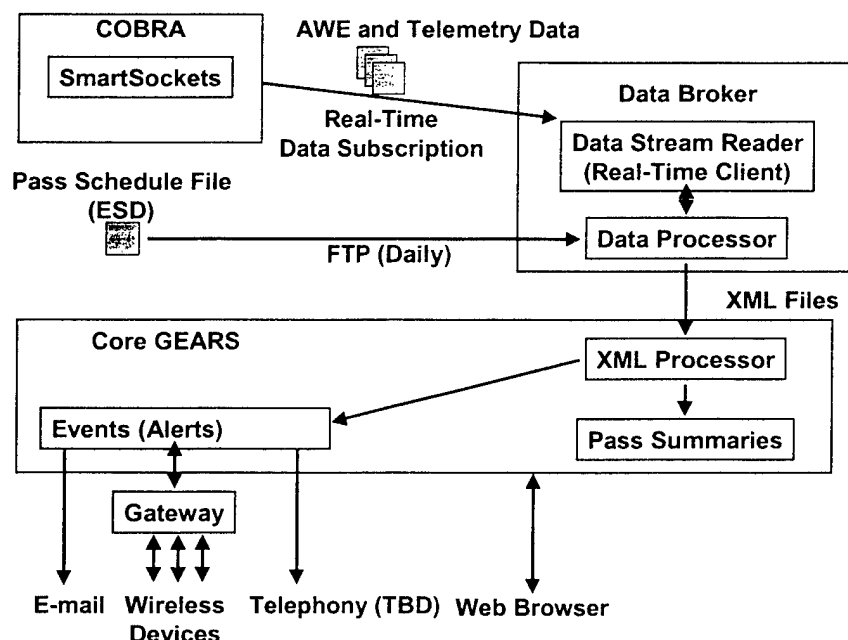 COBRA
SmartSockets
AWE and Telemetry Data
Real-Time
Data Subscription
Data Broker
Data Stream Reader
(Real-Time Client)
Pass Schedule File
(ESD)
FTP (Daily)
Data Processor
XML Files
Core GEARS
XML Processor
Events (Alerts)
Pass Summaries
Gateway
E-mail
Wireless
Devices
Telephony (TBD)
Web Browser